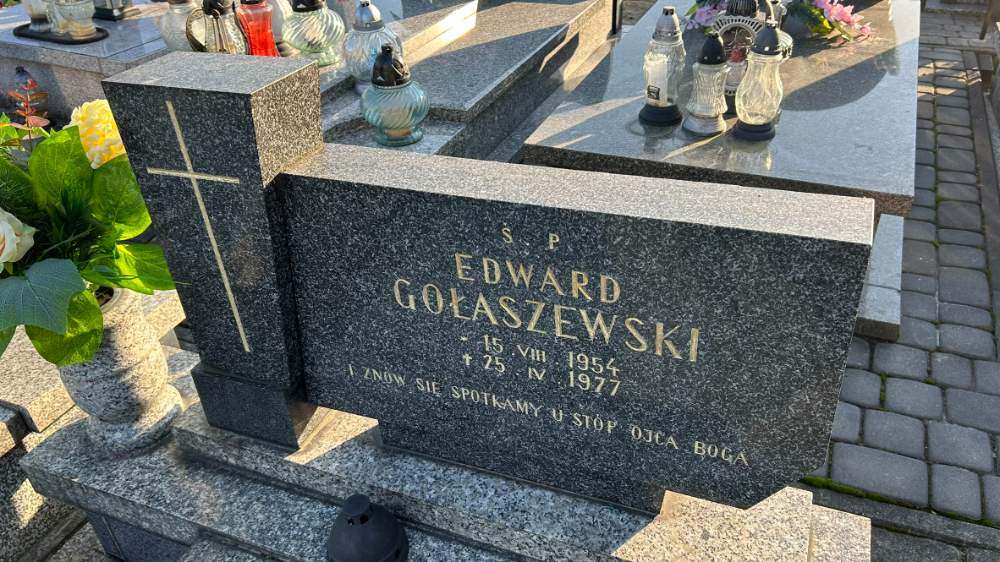 Ś. P
EDWARD
GOŁASZEWSKI
- 15 VIII 1954
+ 25 IV 1977
I ZNÓW SIĘ SPOTKAMY U STÓP OJCA BOGA